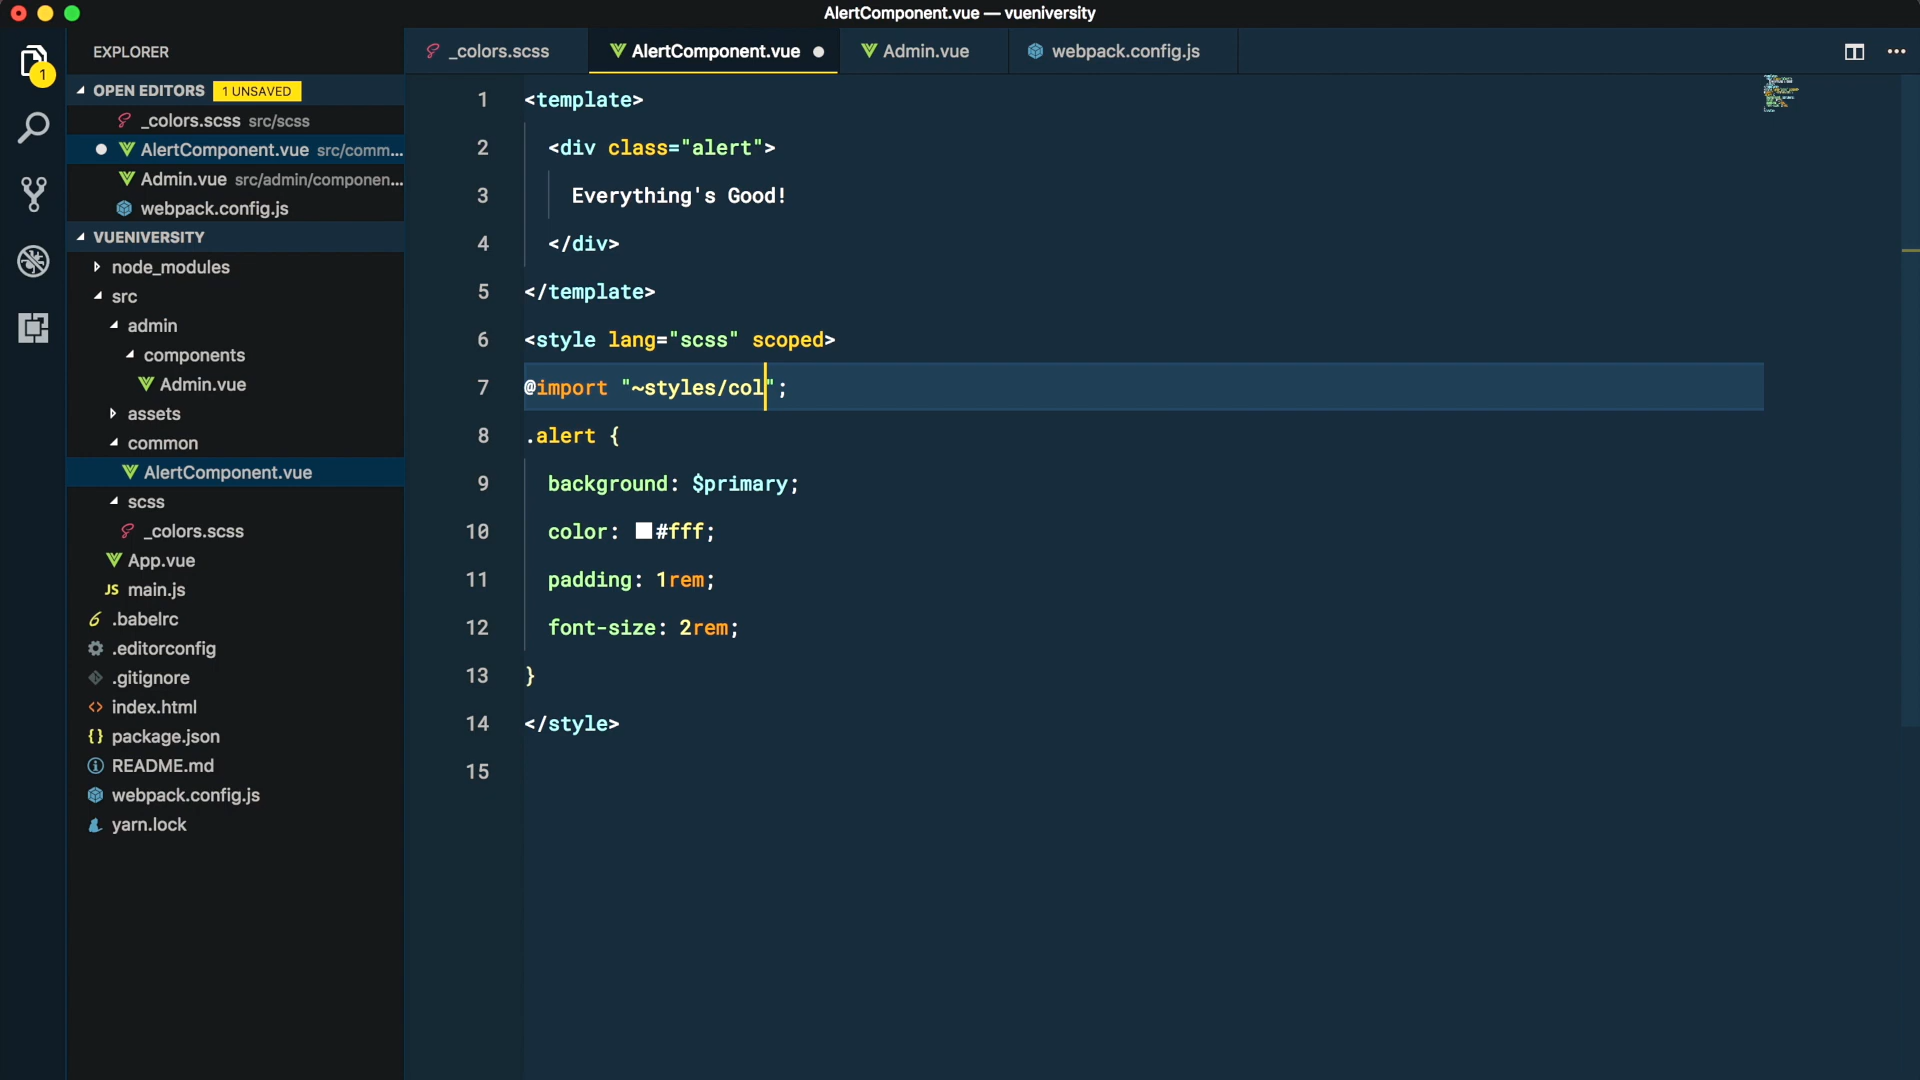 AlertComponent.vue — vueniversity
EXPLORER
OPEN EDITORS 1 UNSAVED
_colors.scss src/scss
AlertComponent.vue src/comm...
Admin.vue src/admin/componen...
webpack.config.js
VUENIVERSITY
node_modules
src
admin
components
Admin.vue
assets
common
AlertComponent.vue
scss
_colors.scss
App.vue
JS main.js
.babelrc
.editorconfig
.gitignore
index.html
package.json
README.md
webpack.config.js
yarn.lock
1
_colors.scss AlertComponent.vue Admin.vue webpack.config.js
1 <template>
2 <div class="alert">
3 Everything's Good!
4 </div>
5 </template>
6 <style lang="scss" scoped>
7 @import "~styles/col";
8 .alert {
9 background: $primary;
10 color: #fff;
11 padding: 1rem;
12 font-size: 2rem;
13 }
14 </style>
15